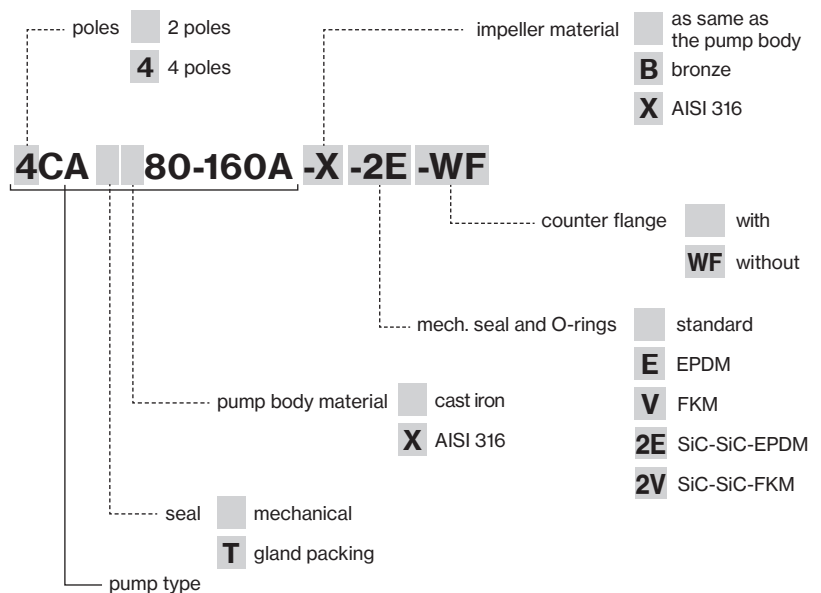 poles 2 poles
4 4 poles
impeller material as same as
the pump body
B bronze
X AISI 316
4CA 80-160A -X -2E -WF
counter flange with
WF without
mech. seal and O-rings standard
E EPDM
V FKM
2E SiC-SiC-EPDM
2V SiC-SiC-FKM
pump body material cast iron
X AISI 316
seal mechanical
T gland packing
pump type